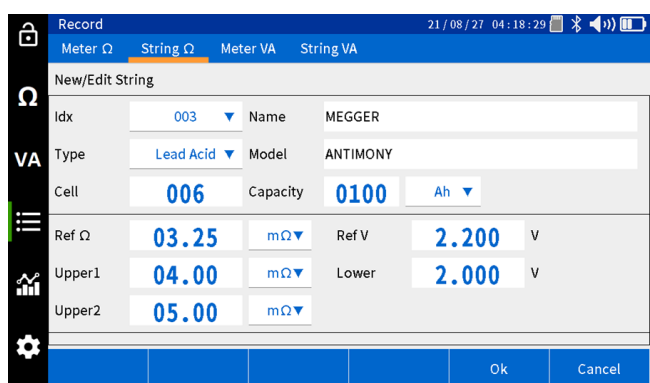 Record 21/08/27 04:18:29
Meter Ω String Ω Meter VA String VA
New/Edit String
Idx 003 Name MEGGER
Type Lead Acid Model ANTIMONY
Cell 006 Capacity 0100 Ah
Ref Ω 03.25 mΩ Ref V 2.200 V
Upper1 04.00 mΩ Lower 2.000 V
Upper2 05.00 mΩ
Ω
VA
Ok Cancel